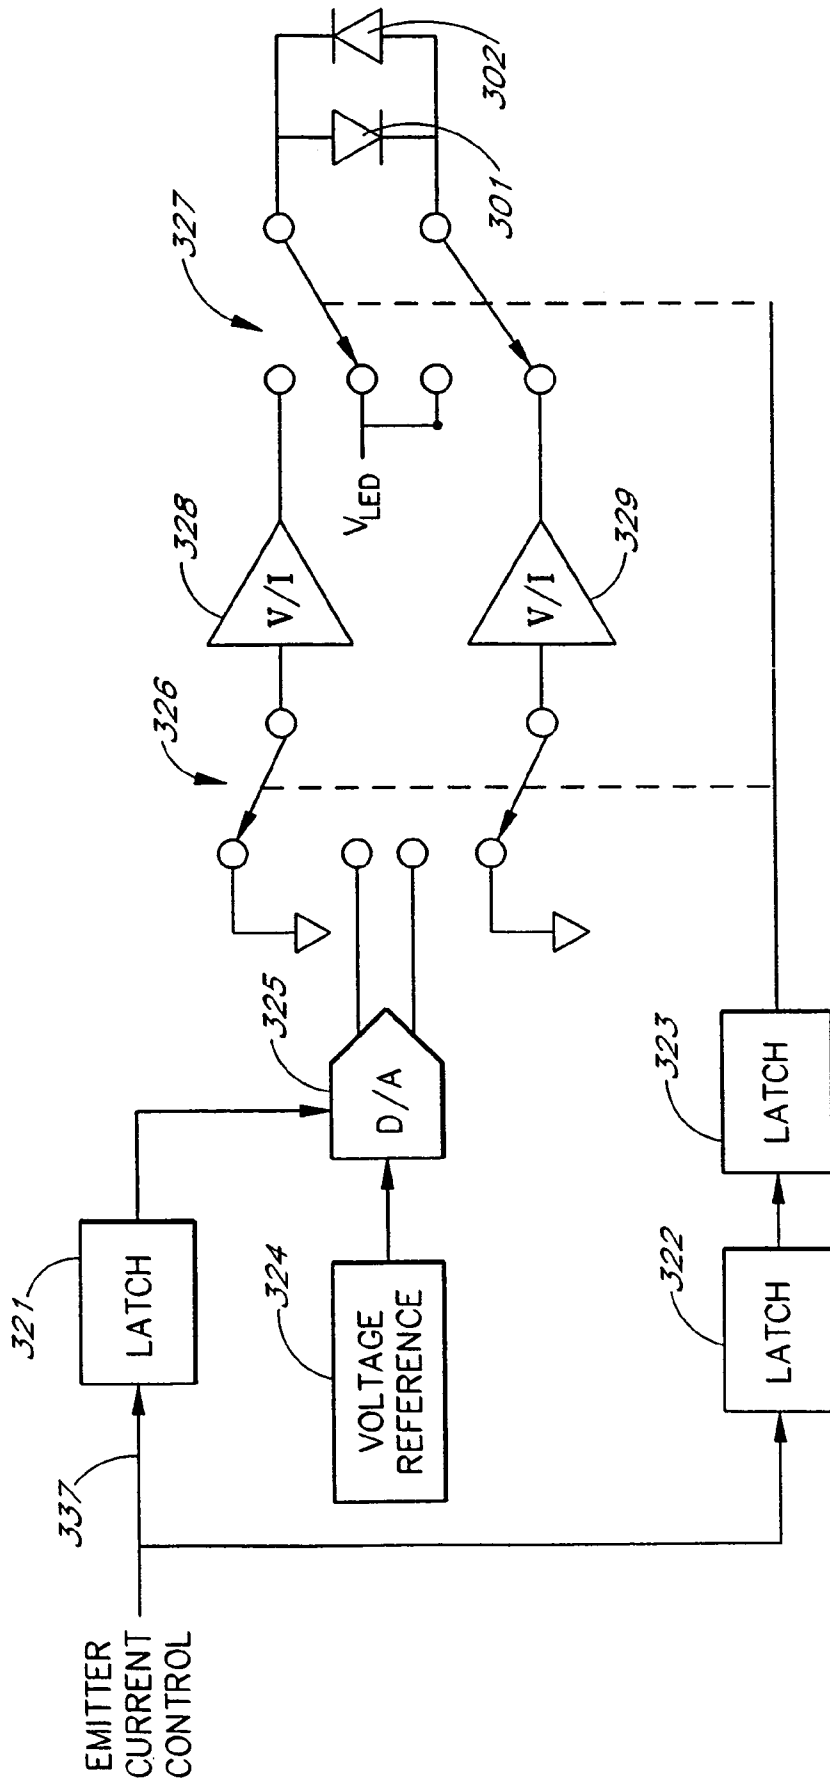 EMITTER
CURRENT
CONTROL
337
321
LATCH
324
VOLTAGE
REFERENCE
325
D/A
322
LATCH
323
LATCH
326
328
V/I
329
V/I
327
VLED
301
302